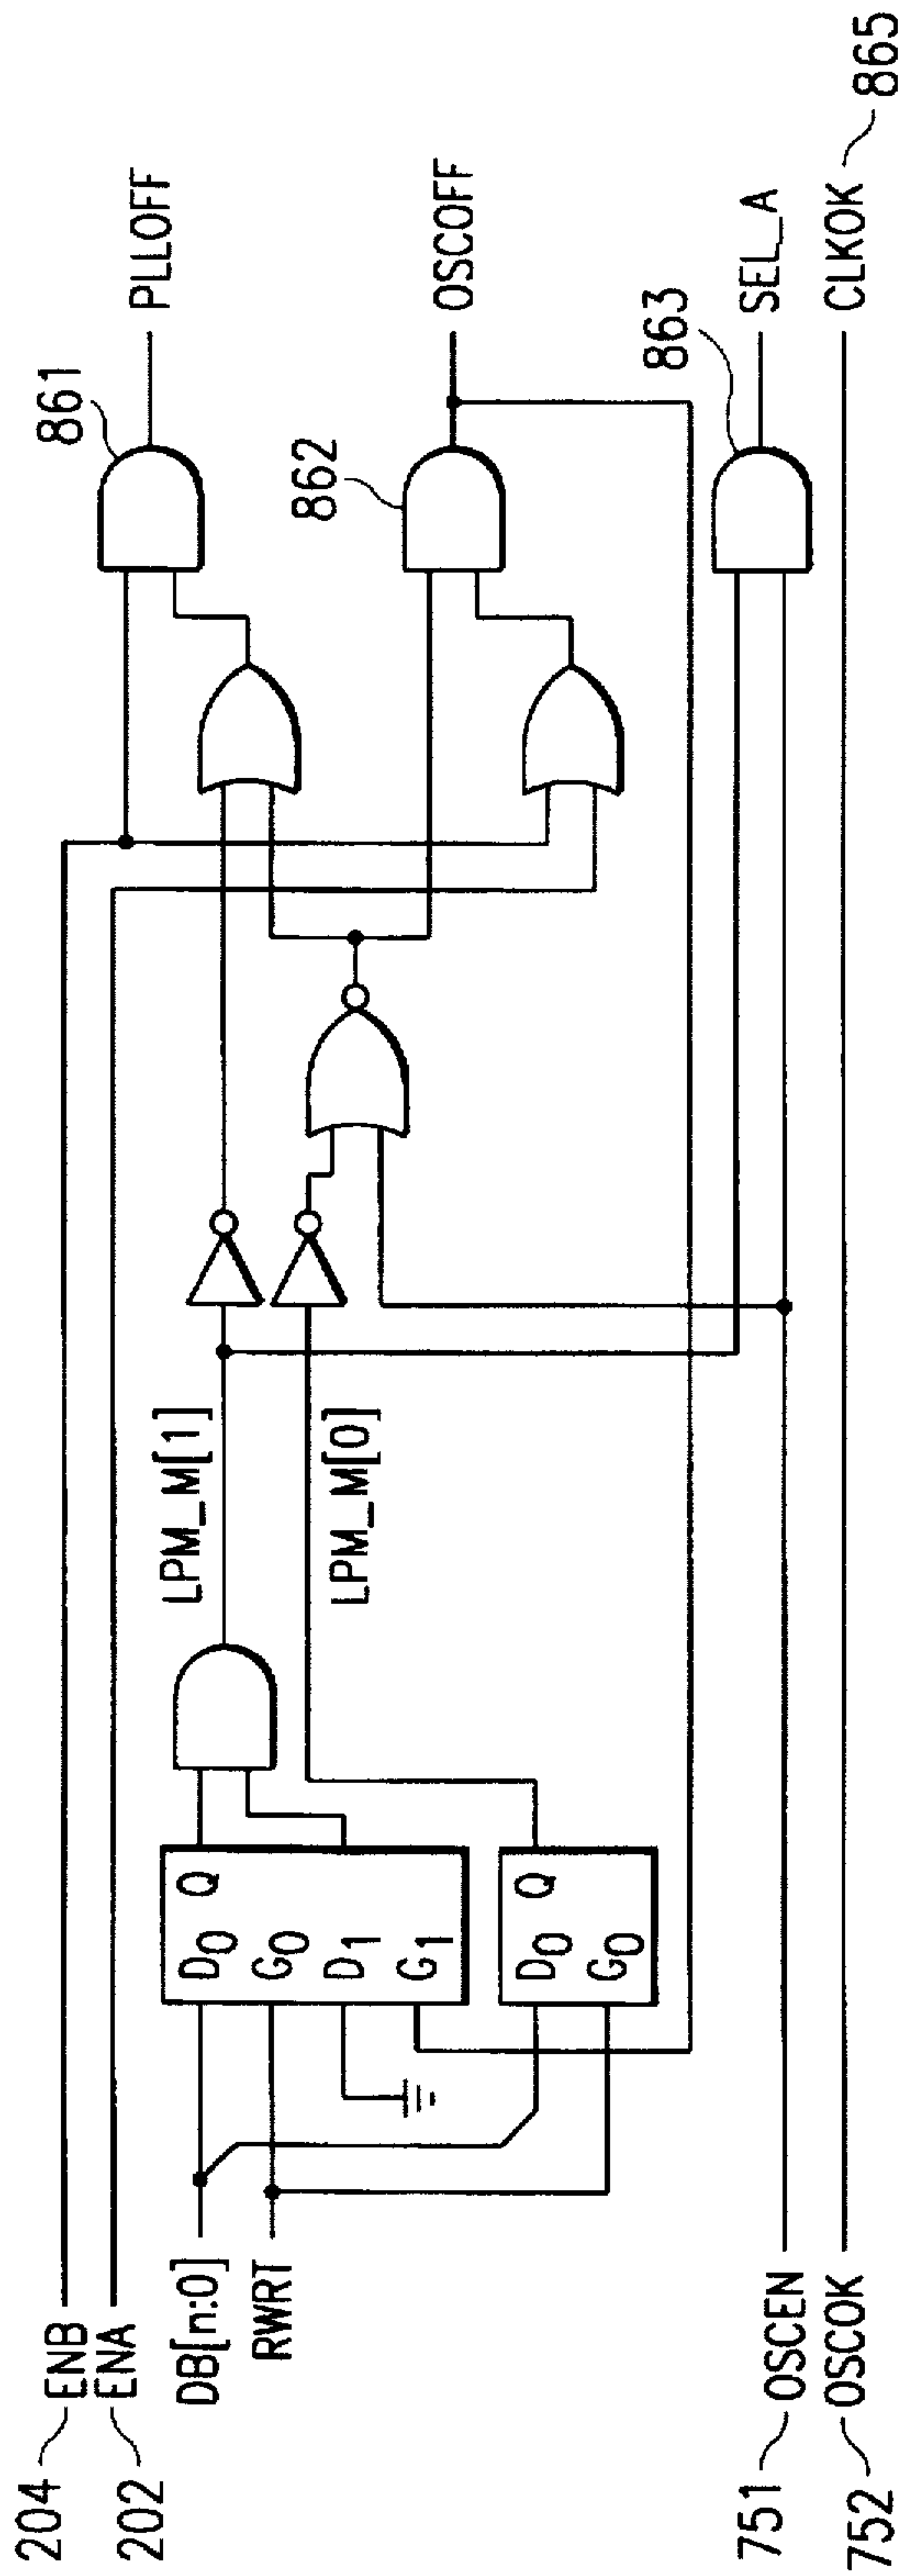 204 ENB
202 ENA
DB[n:0]
RWRT
D0 Q
G0
D1
G1
D0 Q
G0
LPM_M[1]
LPM_M[0]
861
PLLOFF
862
OSCOFF
863
SEL_A
751 OSCEN
752 OSCOK
CLKOK 865